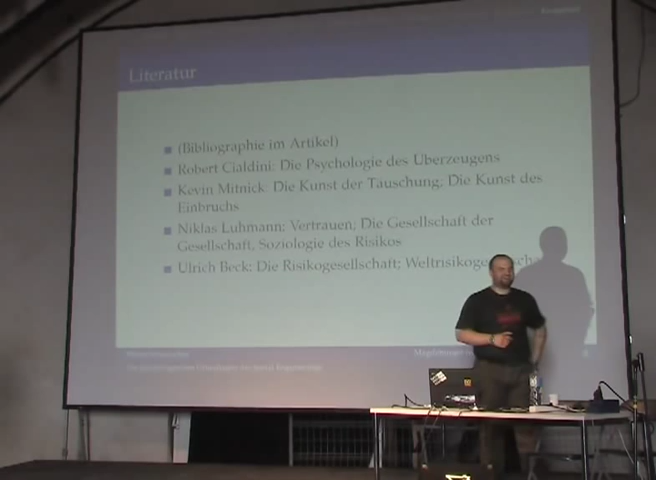 Literatur
(Bibliographie im Artikel)
Robert Cialdini: Die Psychologie des Überzeugens
Kevin Mitnick: Die Kunst der Täuschung; Die Kunst des
Einbruchs
Niklas Luhmann: Vertrauen; Die Gesellschaft der
Gesellschaft, Soziologie des Risikos
Ulrich Beck: Die Risikogesellschaft; Weltrisikoge